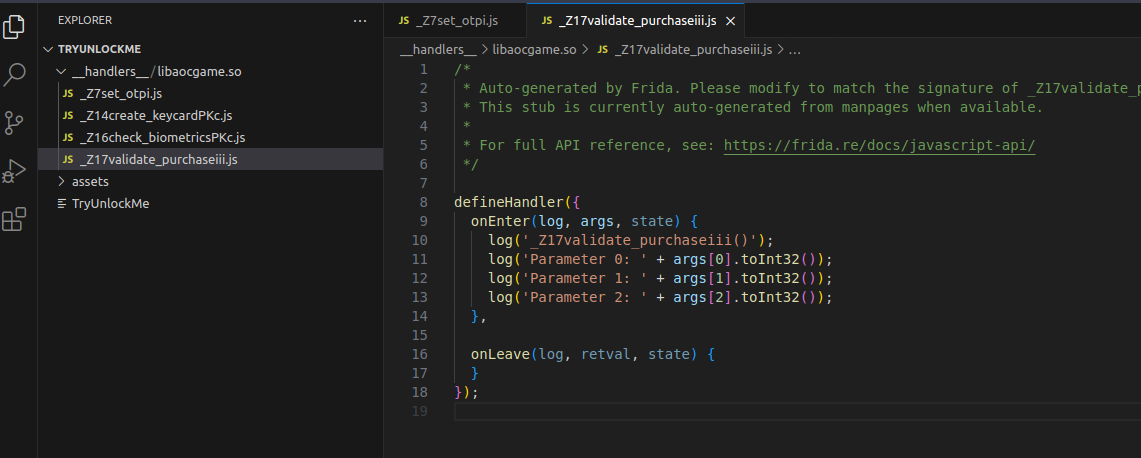 EXPLORER
TRYUNLOCKME
__handlers__ / libaocgame.so
JS _Z7set_otpi.js
JS _Z14create_keycardPKc.js
JS _Z16check_biometricsPKc.js
JS _Z17validate_purchaseiii.js
assets
TryUnlockMe
JS _Z7set_otpi.js
JS _Z17validate_purchaseiii.js
__handlers__ > libaocgame.so > JS _Z17validate_purchaseiii.js > ...
1 /*
2  * Auto-generated by Frida. Please modify to match the signature of _Z17validate_p
3  * This stub is currently auto-generated from manpages when available.
4  *
5  * For full API reference, see: https://frida.re/docs/javascript-api/
6  */
7
8 defineHandler({
9   onEnter(log, args, state) {
10     log('_Z17validate_purchaseiii()');
11     log('Parameter 0: ' + args[0].toInt32());
12     log('Parameter 1: ' + args[1].toInt32());
13     log('Parameter 2: ' + args[2].toInt32());
14   },
15
16   onLeave(log, retval, state) {
17   }
18 });
19